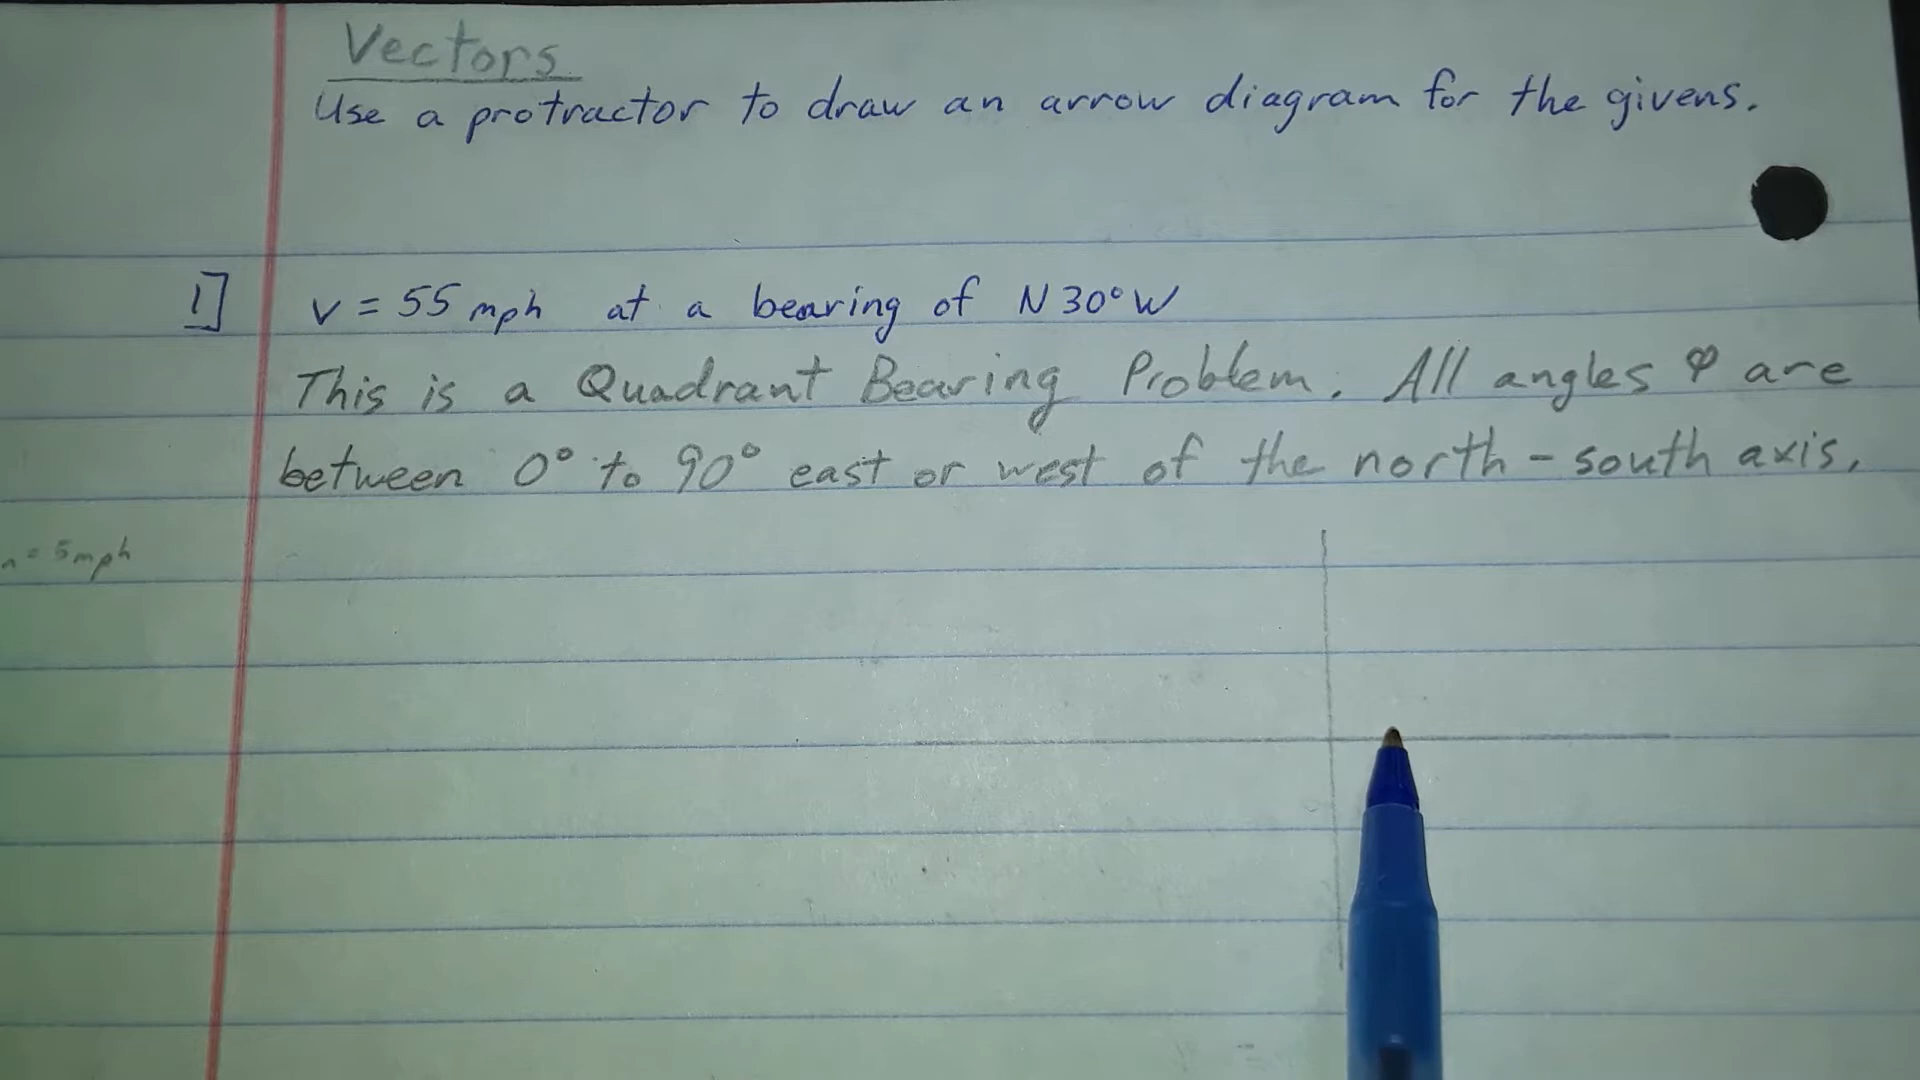 Vectors
Use a protractor to draw an arrow diagram for the givens.
1] v = 55 mph at a bearing of N 30° W
This is a Quadrant Bearing Problem. All angles φ are
between 0° to 90° east or west of the north-south axis.
= 5mph